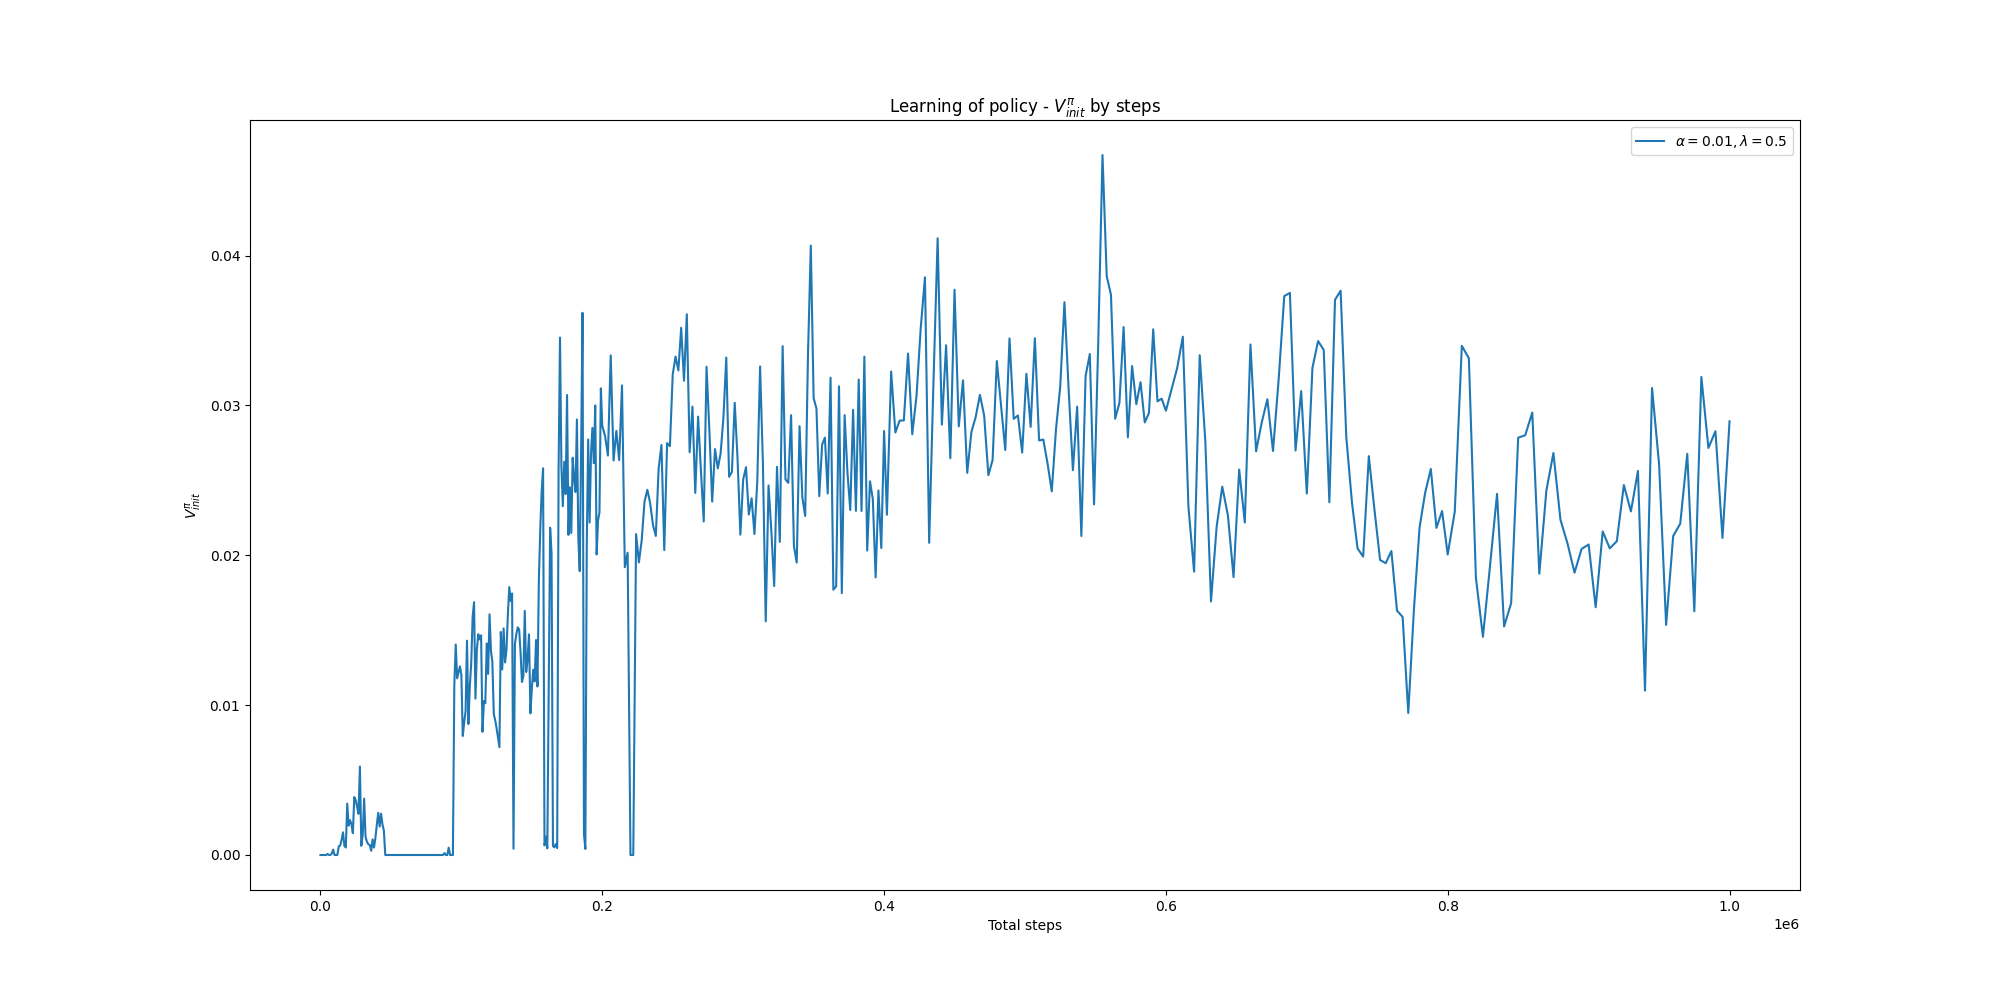 Learning of policy - $V^{\pi}_{init}$ by steps
α = 0.01, λ = 0.5
0.04
0.03
0.02
0.01
0.00
$V^{\pi}_{init}$
0.0 0.2 0.4 0.6 0.8 1.0
Total steps
1e6